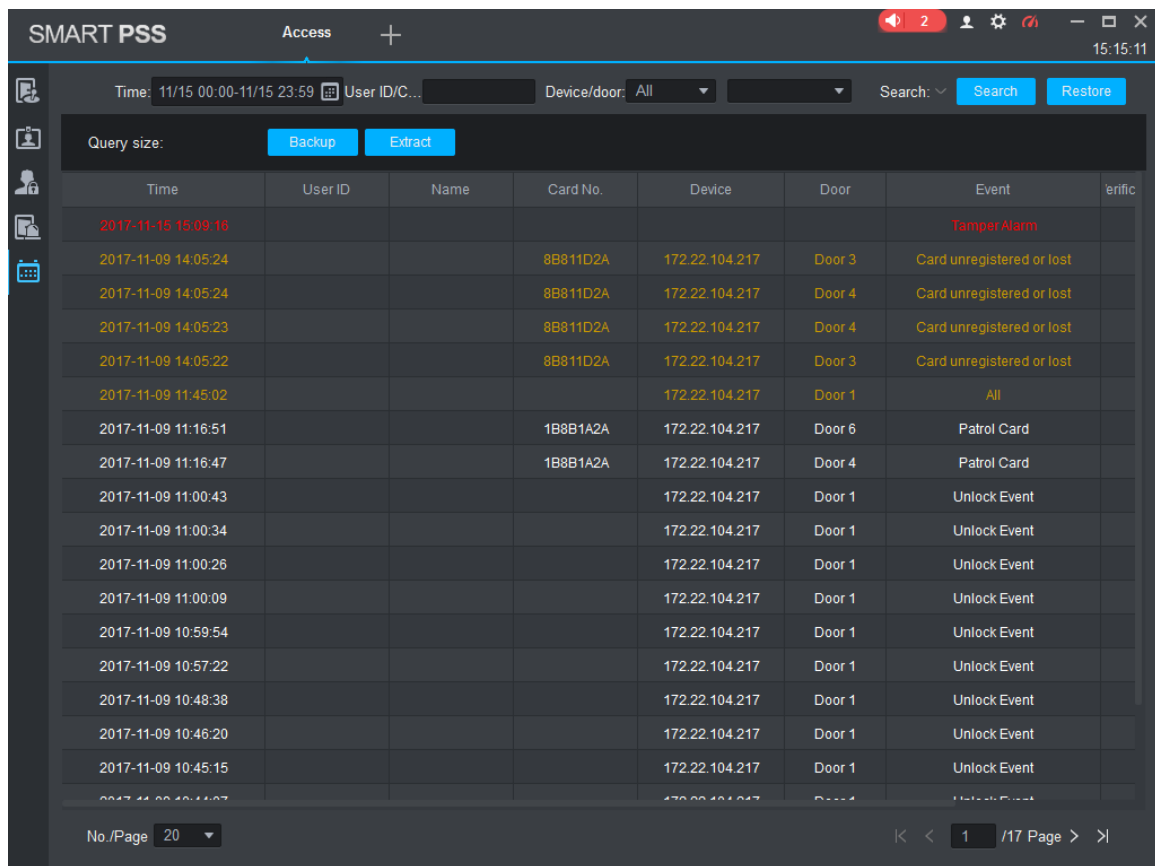 SMART PSS Access 2
15:15:11
Time: 11/15 00:00-11/15 23:59 User ID/C... Device/door: All Search: Search Restore
Query size: Backup Extract
Time User ID Name Card No. Device Door Event
2017-11-15 15:09:16 Tamper Alarm
2017-11-09 14:05:24 8B811D2A 172.22.104.217 Door 3 Card unregistered or lost
2017-11-09 14:05:24 8B811D2A 172.22.104.217 Door 4 Card unregistered or lost
2017-11-09 14:05:23 8B811D2A 172.22.104.217 Door 4 Card unregistered or lost
2017-11-09 14:05:22 8B811D2A 172.22.104.217 Door 3 Card unregistered or lost
2017-11-09 11:45:02 172.22.104.217 Door 1 All
2017-11-09 11:16:51 1B8B1A2A 172.22.104.217 Door 6 Patrol Card
2017-11-09 11:16:47 1B8B1A2A 172.22.104.217 Door 4 Patrol Card
2017-11-09 11:00:43 172.22.104.217 Door 1 Unlock Event
2017-11-09 11:00:34 172.22.104.217 Door 1 Unlock Event
2017-11-09 11:00:26 172.22.104.217 Door 1 Unlock Event
2017-11-09 11:00:09 172.22.104.217 Door 1 Unlock Event
2017-11-09 10:59:54 172.22.104.217 Door 1 Unlock Event
2017-11-09 10:57:22 172.22.104.217 Door 1 Unlock Event
2017-11-09 10:48:38 172.22.104.217 Door 1 Unlock Event
2017-11-09 10:46:20 172.22.104.217 Door 1 Unlock Event
2017-11-09 10:45:15 172.22.104.217 Door 1 Unlock Event
No./Page 20 1 /17 Page